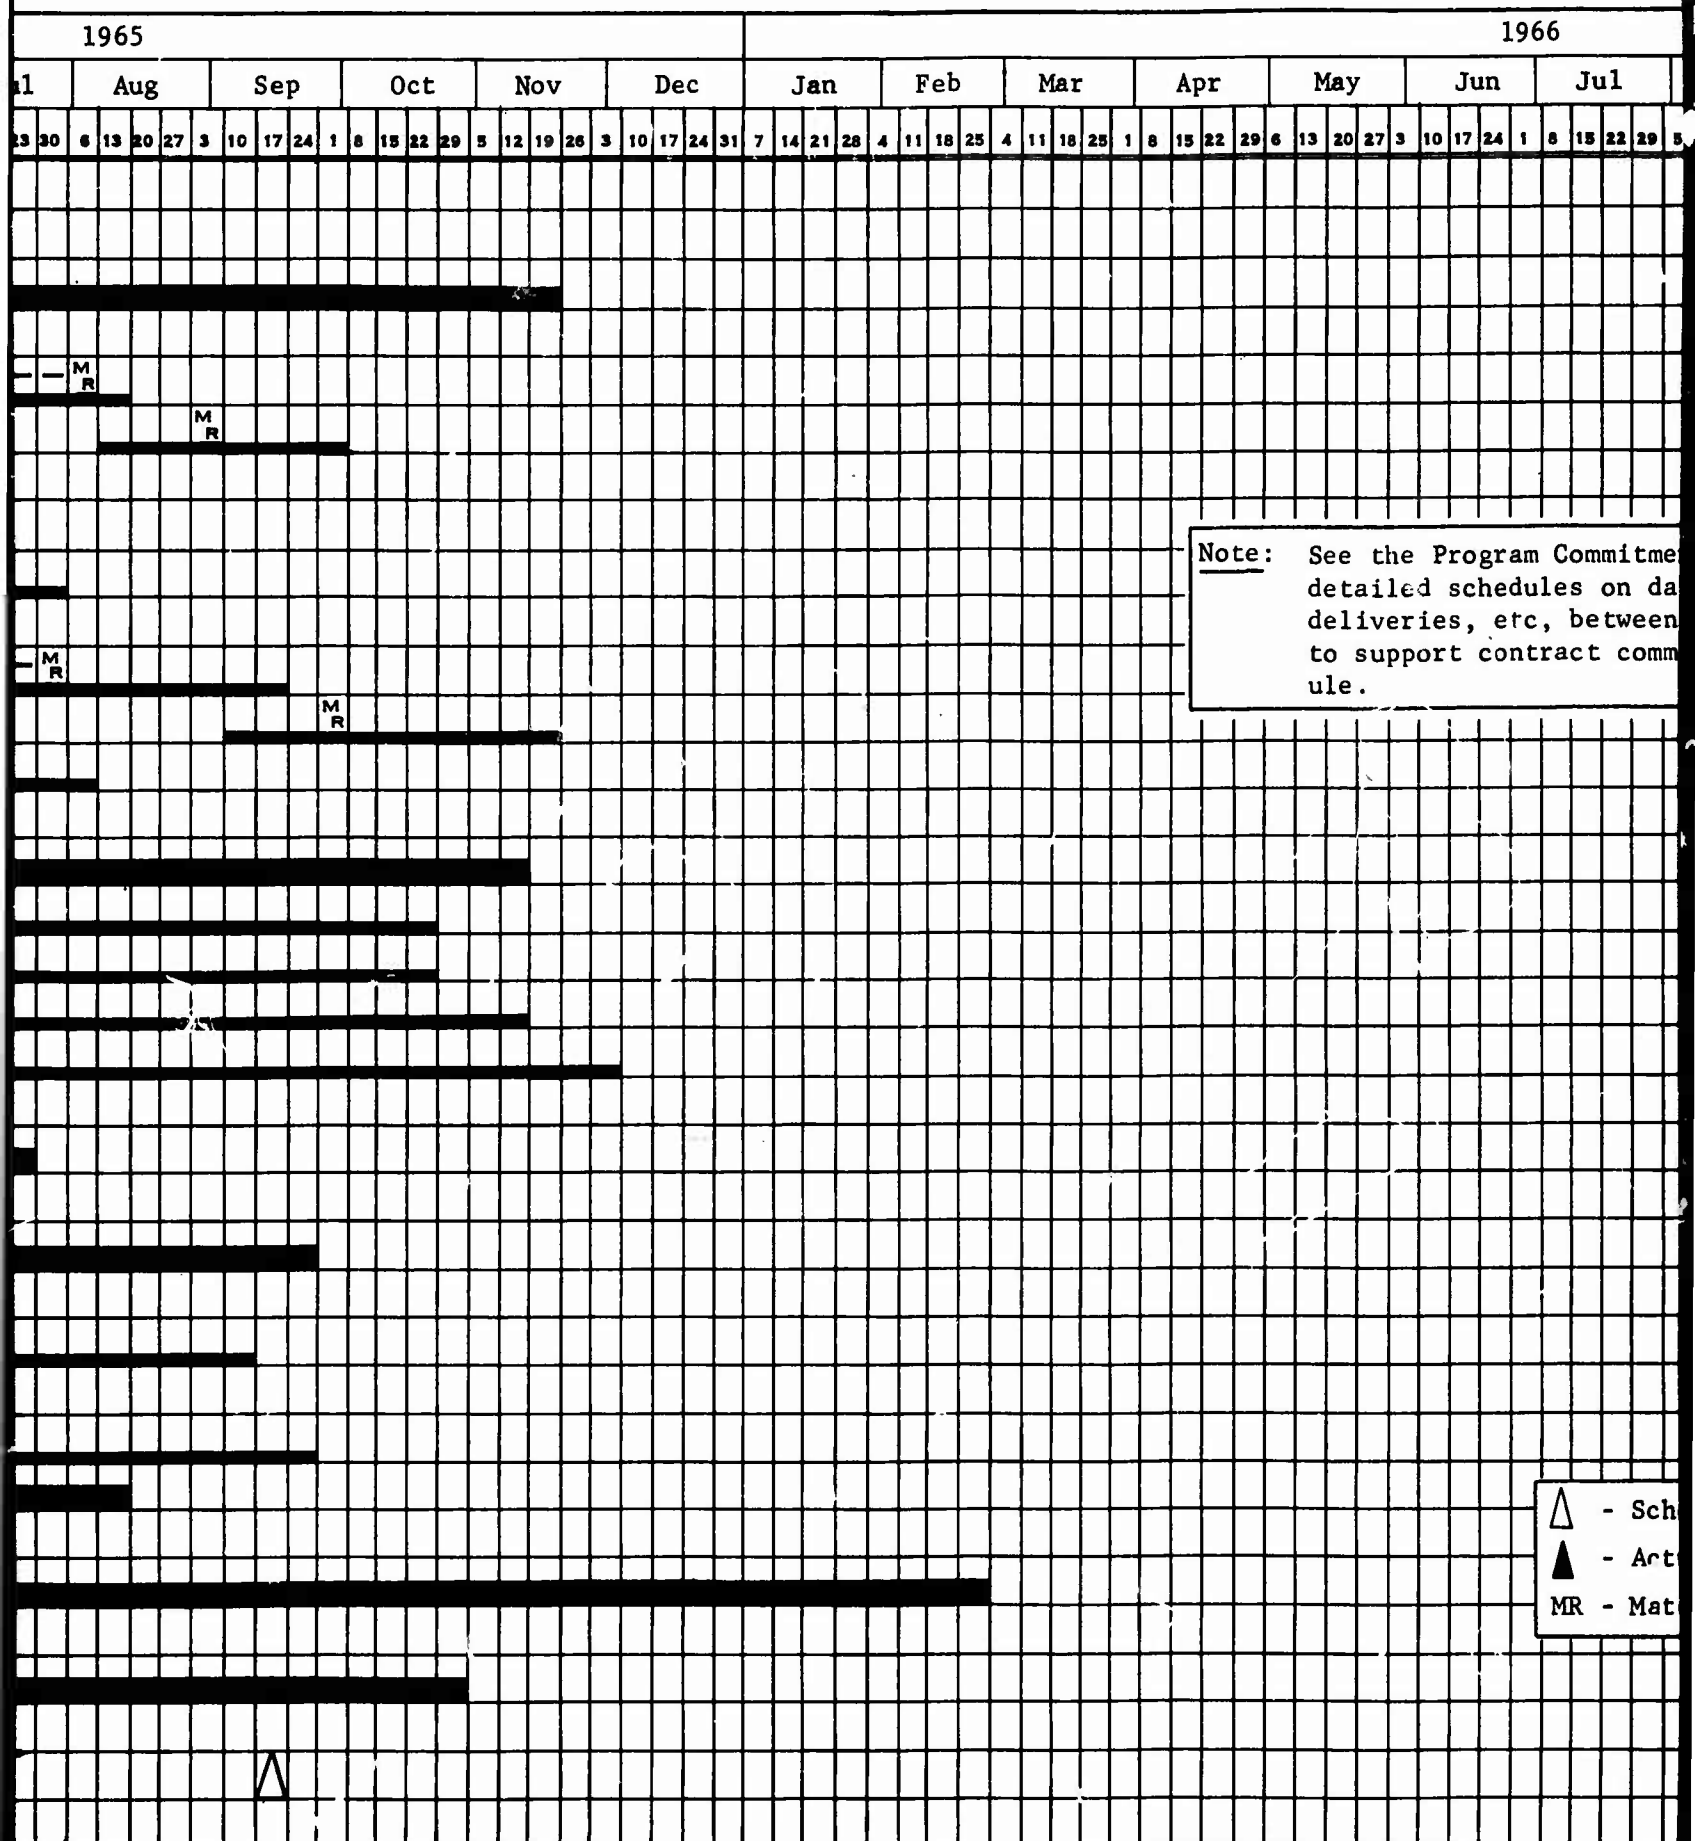 1965 1966
Aug Sep Oct Nov Dec Jan Feb Mar Apr May Jun Jul
23 30 6 13 20 27 3 10 17 24 1 8 15 22 29 5 12 19 26 3 10 17 24 31 7 14 21 28 4 11 18 25 4 11 18 25 1 8 15 22 29 6 13 20 27 3 10 17 24 1 8 15 22 29 5
M
R
M
R
Note: See the Program Commitme
detailed schedules on da
deliveries, etc, between
to support contract comm
ule.
M
R
M
R
- Sch
- Act
MR - Mat